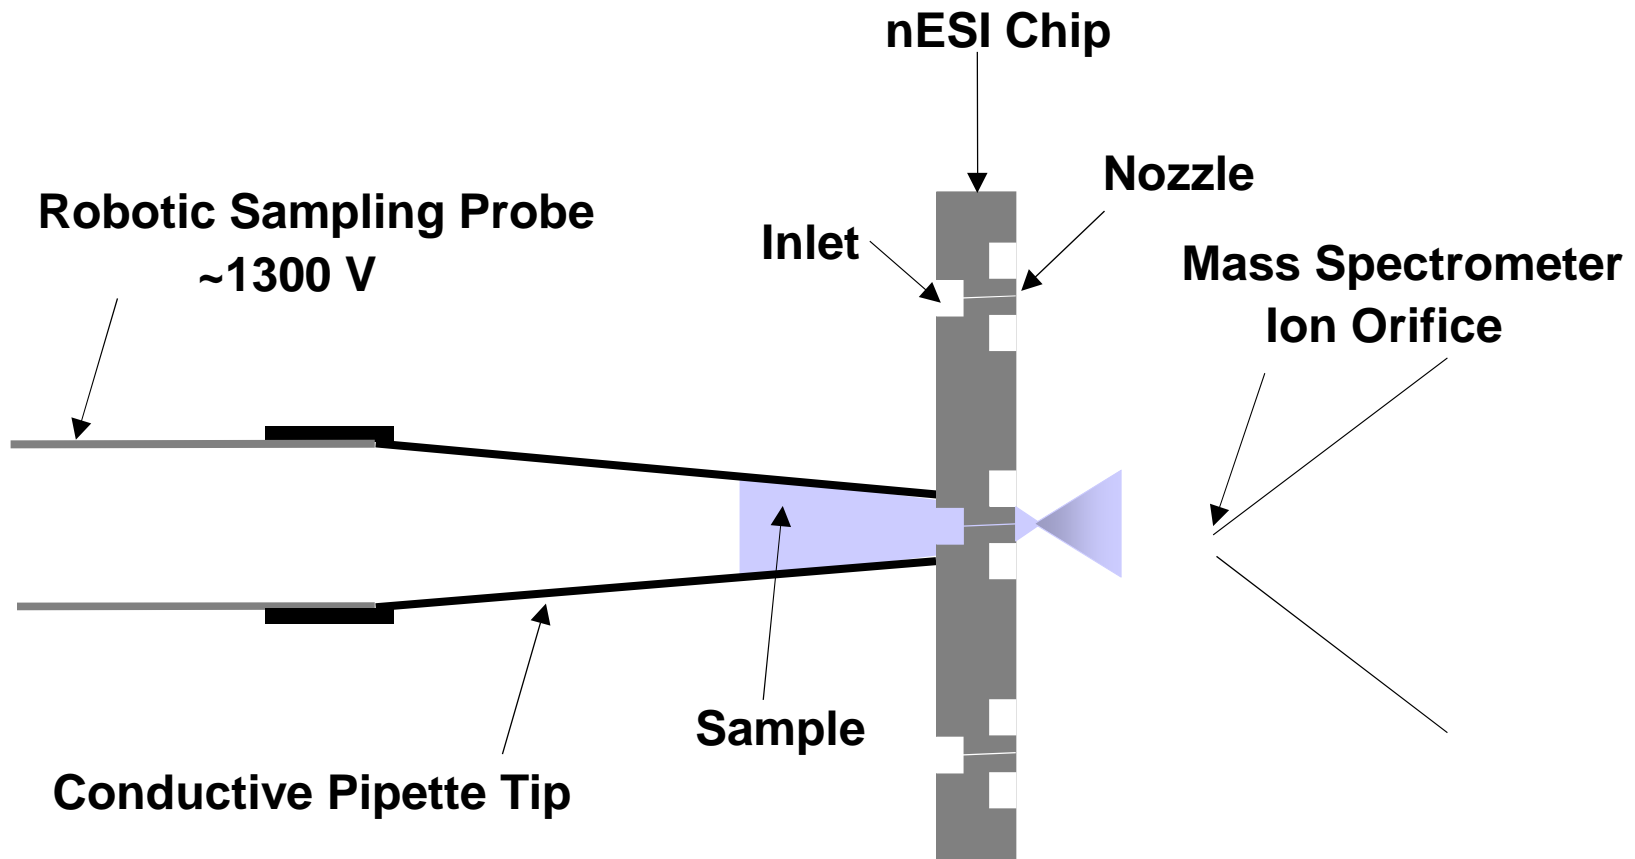 nESI Chip
Nozzle
Robotic Sampling Probe
~1300 V
Inlet
Mass Spectrometer
Ion Orifice
Sample
Conductive Pipette Tip